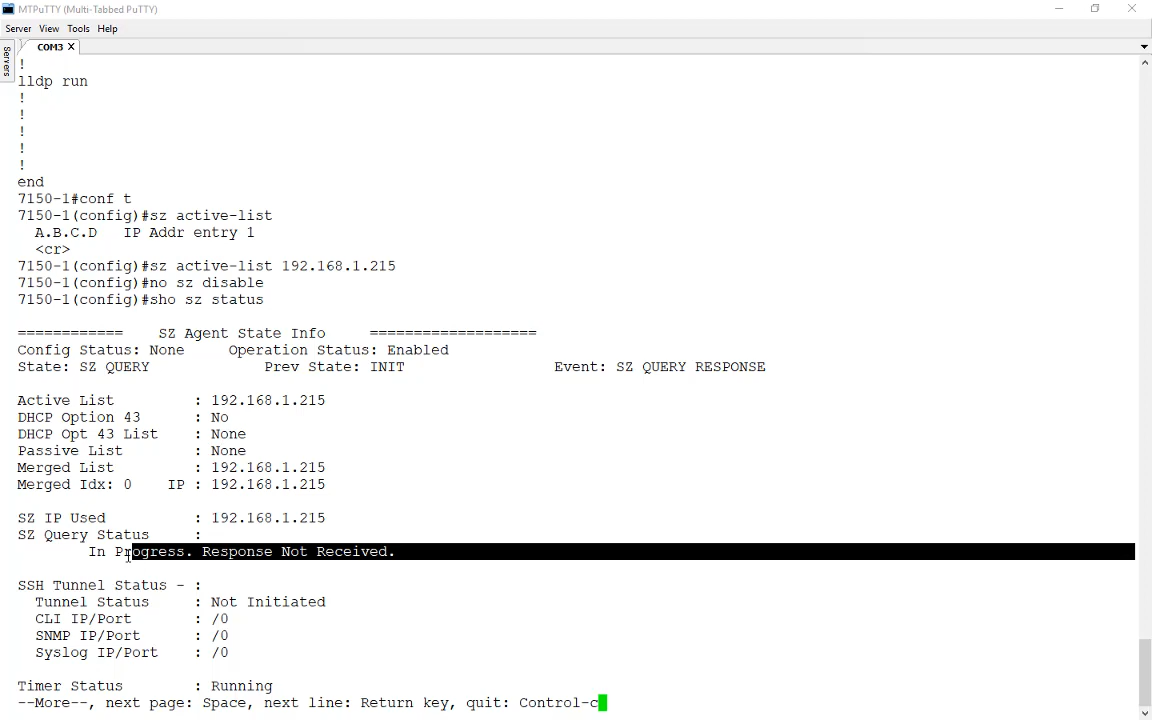 MTPuTTY (Multi-Tabbed PuTTY)
Server View Tools Help
Servers
COM3 X
!
lldp run
!
!
!
!
!
end
7150-1#conf t
7150-1(config)#sz active-list
A.B.C.D IP Addr entry 1
<cr>
7150-1(config)#sz active-list 192.168.1.215
7150-1(config)#no sz disable
7150-1(config)#sho sz status
============ SZ Agent State Info ===================
Config Status: None Operation Status: Enabled
State: SZ QUERY Prev State: INIT Event: SZ QUERY RESPONSE
Active List : 192.168.1.215
DHCP Option 43 : No
DHCP Opt 43 List : None
Passive List : None
Merged List : 192.168.1.215
Merged Idx: 0 IP : 192.168.1.215
SZ IP Used : 192.168.1.215
SZ Query Status :
In Progress. Response Not Received.
SSH Tunnel Status - :
Tunnel Status : Not Initiated
CLI IP/Port : /0
SNMP IP/Port : /0
Syslog IP/Port : /0
Timer Status : Running
--More--, next page: Space, next line: Return key, quit: Control-c